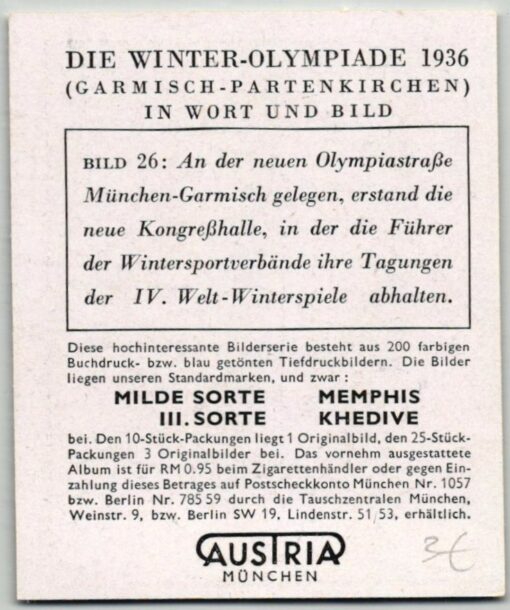 DIE WINTER-OLYMPIADE 1936
(GARMISCH-PARTENKIRCHEN)
IN WORT UND BILD
BILD 26: An der neuen Olympiastraße
München-Garmisch gelegen, erstand die
neue Kongreßhalle, in der die Führer
der Wintersportverbände ihre Tagungen
der IV. Welt-Winterspiele abhalten.
Diese hochinteressante Bilderserie besteht aus 200 farbigen
Buchdruck- bzw. blau getönten Tiefdruckbildern. Die Bilder
liegen unseren Standardmarken, und zwar:
MILDE SORTE MEMPHIS
III. SORTE KHEDIVE
bei. Den 10-Stück-Packungen liegt 1 Originalbild, den 25-Stück-
Packungen 3 Originalbilder bei. Das vornehm ausgestattete
Album ist für RM 0.95 beim Zigarettenhändler oder gegen Ein-
zahlung dieses Betrages auf Postscheckkonto München Nr. 1057
bzw. Berlin Nr. 785 59 durch die Tauschzentralen München,
Weinstr. 9, bzw. Berlin SW 19, Lindenstr. 51/53, erhältlich.
AUSTRIA
MÜNCHEN
3€